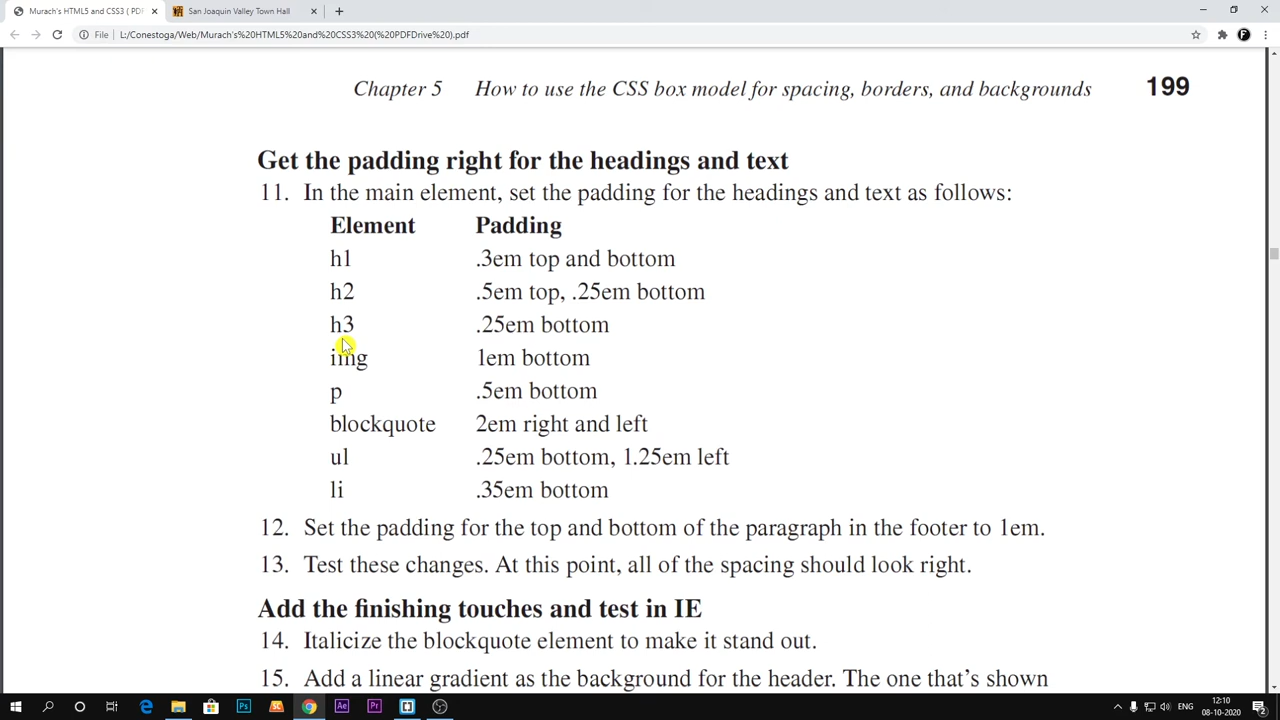 Murach's HTML5 and CSS3 ( PDF
San Joaquin Valley Town Hall
File
L:/Conestoga/Web/Murach's%20HTML5%20and%20CSS3%20(%20PDFDrive%20).pdf
Chapter 5 How to use the CSS box model for spacing, borders, and backgrounds 199
Get the padding right for the headings and text
11. In the main element, set the padding for the headings and text as follows:
Element Padding
h1 .3em top and bottom
h2 .5em top, .25em bottom
h3 .25em bottom
img 1em bottom
p .5em bottom
blockquote 2em right and left
ul .25em bottom, 1.25em left
li .35em bottom
12. Set the padding for the top and bottom of the paragraph in the footer to 1em.
13. Test these changes. At this point, all of the spacing should look right.
Add the finishing touches and test in IE
14. Italicize the blockquote element to make it stand out.
15. Add a linear gradient as the background for the header. The one that's shown
Ps
Ae
Pr
12:10
08-10-2020
2